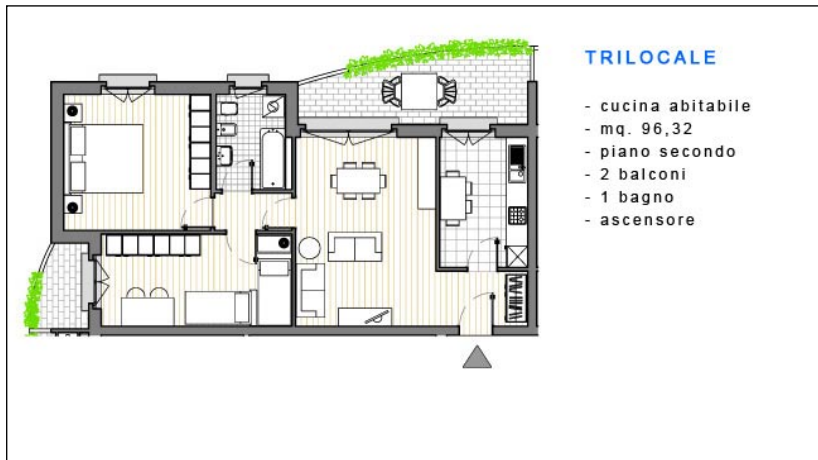 TRILOCALE
- cucina abitabile
- mq. 96,32
- piano secondo
- 2 balconi
- 1 bagno
- ascensore